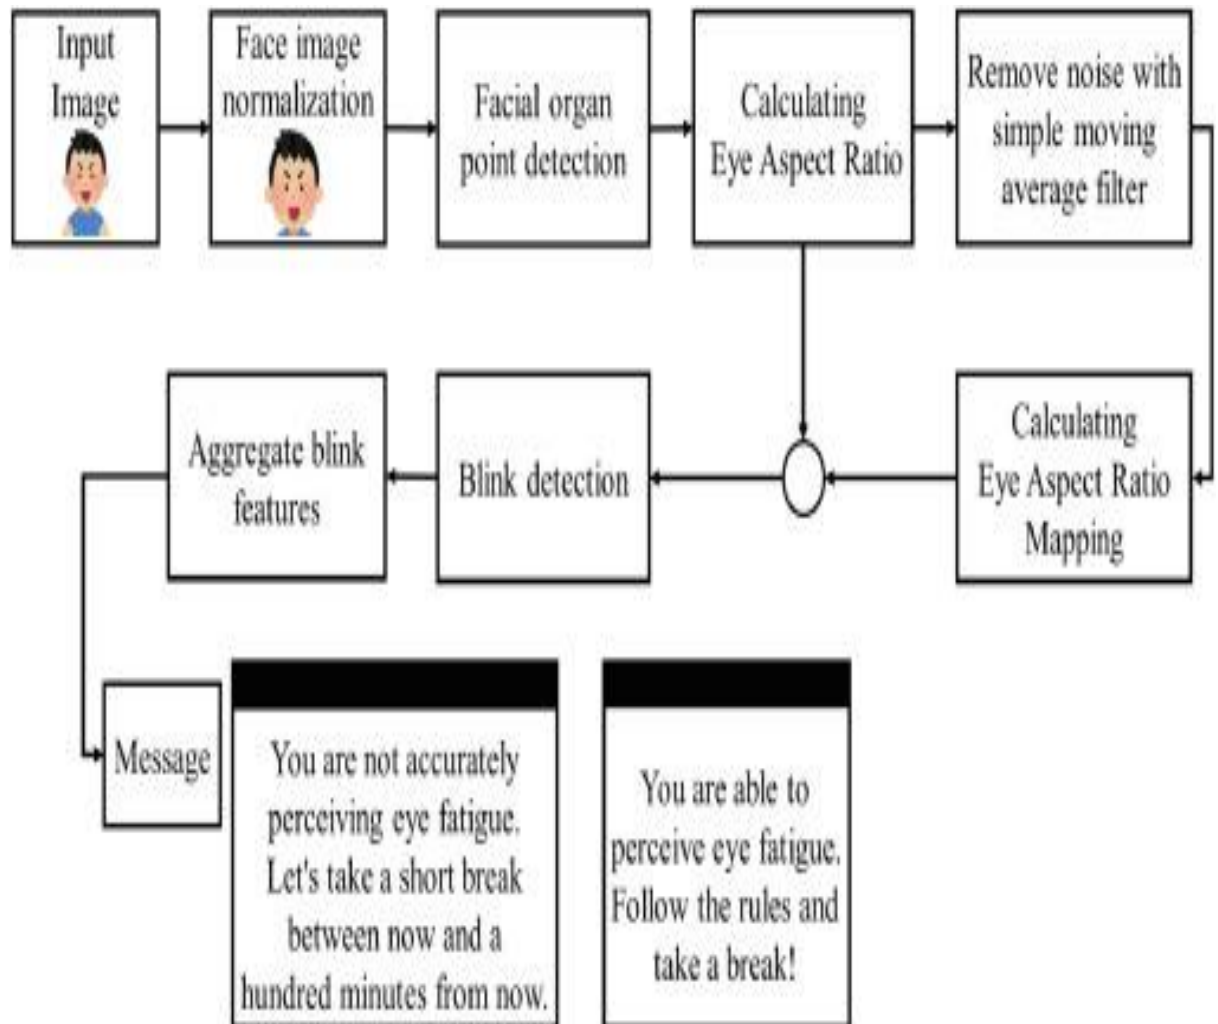 Input
Image
Face image
normalization
Facial organ
point detection
Calculating
Eye Aspect Ratio
Remove noise with
simple moving
average filter
Calculating
Eye Aspect Ratio
Mapping
Blink detection
Aggregate blink
features
Message
You are not accurately
perceiving eye fatigue.
Let's take a short break
between now and a
hundred minutes from now.
You are able to
perceive eye fatigue.
Follow the rules and
take a break!